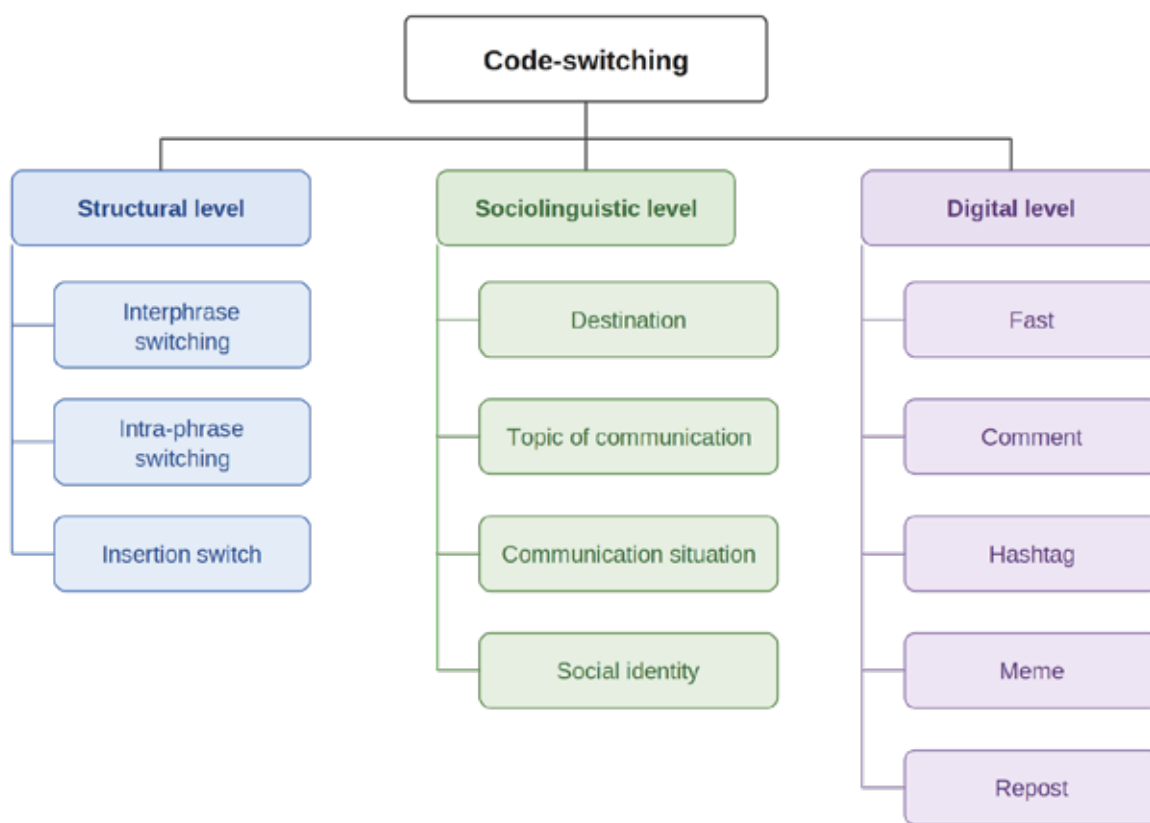 Code-switching
Structural level
Interphrase
switching
Intra-phrase
switching
Insertion switch
Sociolinguistic level
Destination
Topic of communication
Communication situation
Social identity
Digital level
Fast
Comment
Hashtag
Meme
Repost